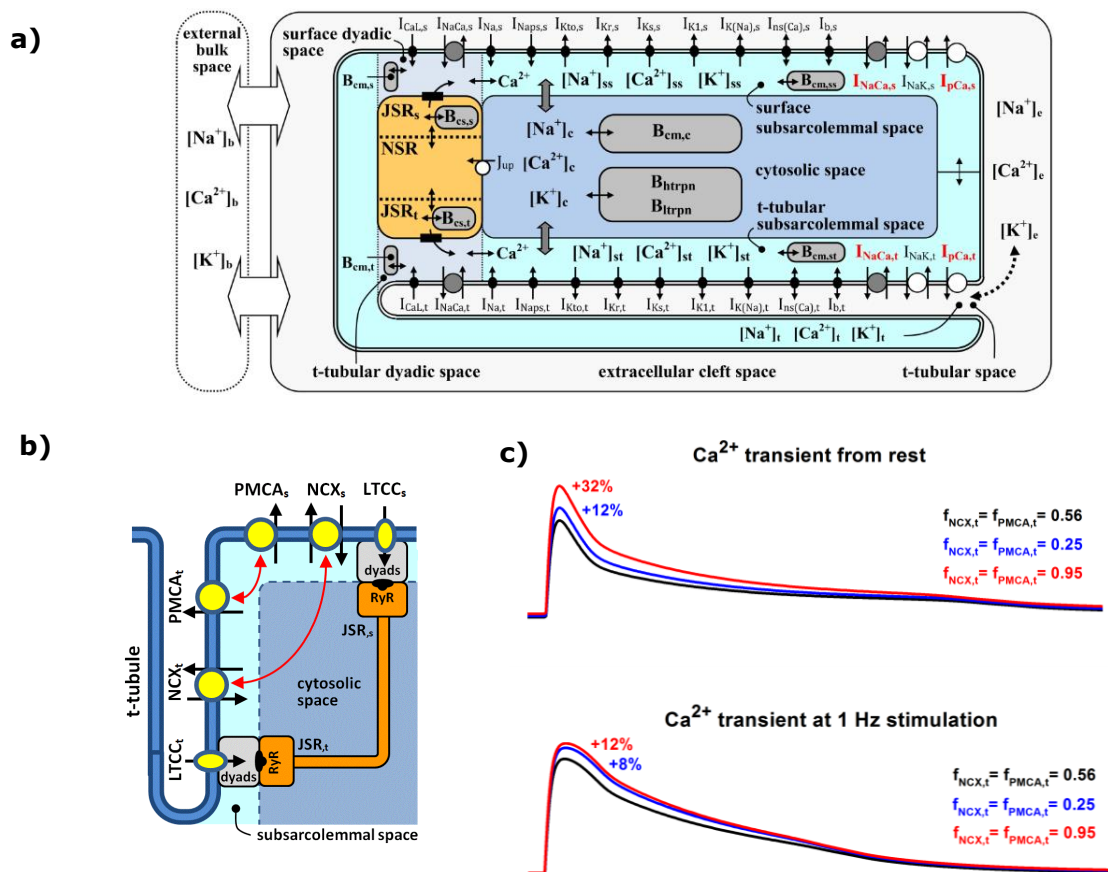 a)
external
bulk
space
surface dyadic
space
I_CaL,s I_NaCa,s I_Na,s I_Naps,s I_Kto,s I_Kr,s I_Ks,s I_K1,s I_K(Na),s I_ns(Ca),s I_b,s
B_cm,s
Ca²⁺ [Na⁺]_ss [Ca²⁺]_ss [K⁺]_ss B_cm,ss I_NaCa,s I_NaK,s I_pCa,s
JSR_s B_cs,s
surface
subsarcolemmal space
[Na⁺]_e
[Na⁺]_b
[Na⁺]_c B_cm,c
NSR
J_up [Ca²⁺]_c
cytosolic space
[Ca²⁺]_e
[Ca²⁺]_b
[K⁺]_c B_htrpn
B_ltrpn
t-tubular
subsarcolemmal space
JSR_t B_cs,t
[K⁺]_e
[K⁺]_b
B_cm,t
Ca²⁺ [Na⁺]_st [Ca²⁺]_st [K⁺]_st B_cm,st I_NaCa,t I_NaK,t I_pCa,t
I_CaL,t I_NaCa,t I_Na,t I_Naps,t I_Kto,t I_Kr,t I_Ks,t I_K1,t I_K(Na),t I_ns(Ca),t I_b,t
[Na⁺]_t [Ca²⁺]_t [K⁺]_t
t-tubular dyadic space
extracellular cleft space
t-tubular space
b)
PMCA_s NCX_s LTCC_s
dyads
RyR
JSR,_s
PMCA_t
t-tubule
NCX_t
cytosolic
space
JSR,_t
LTCC_t
dyads
RyR
subsarcolemmal space
c)
Ca²⁺ transient from rest
+32%
+12%
f_NCX,t= f_PMCA,t= 0.56
f_NCX,t= f_PMCA,t= 0.25
f_NCX,t= f_PMCA,t= 0.95
Ca²⁺ transient at 1 Hz stimulation
+12%
+8%
f_NCX,t= f_PMCA,t= 0.56
f_NCX,t= f_PMCA,t= 0.25
f_NCX,t= f_PMCA,t= 0.95